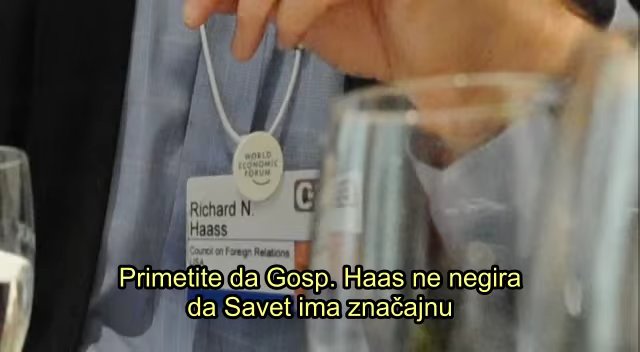 WORLD
ECONOMIC
FORUM
Richard N.
Haass
Council on Foreign Relations
USA
Primetite da Gosp. Haas ne negira
da Savet ima značajnu